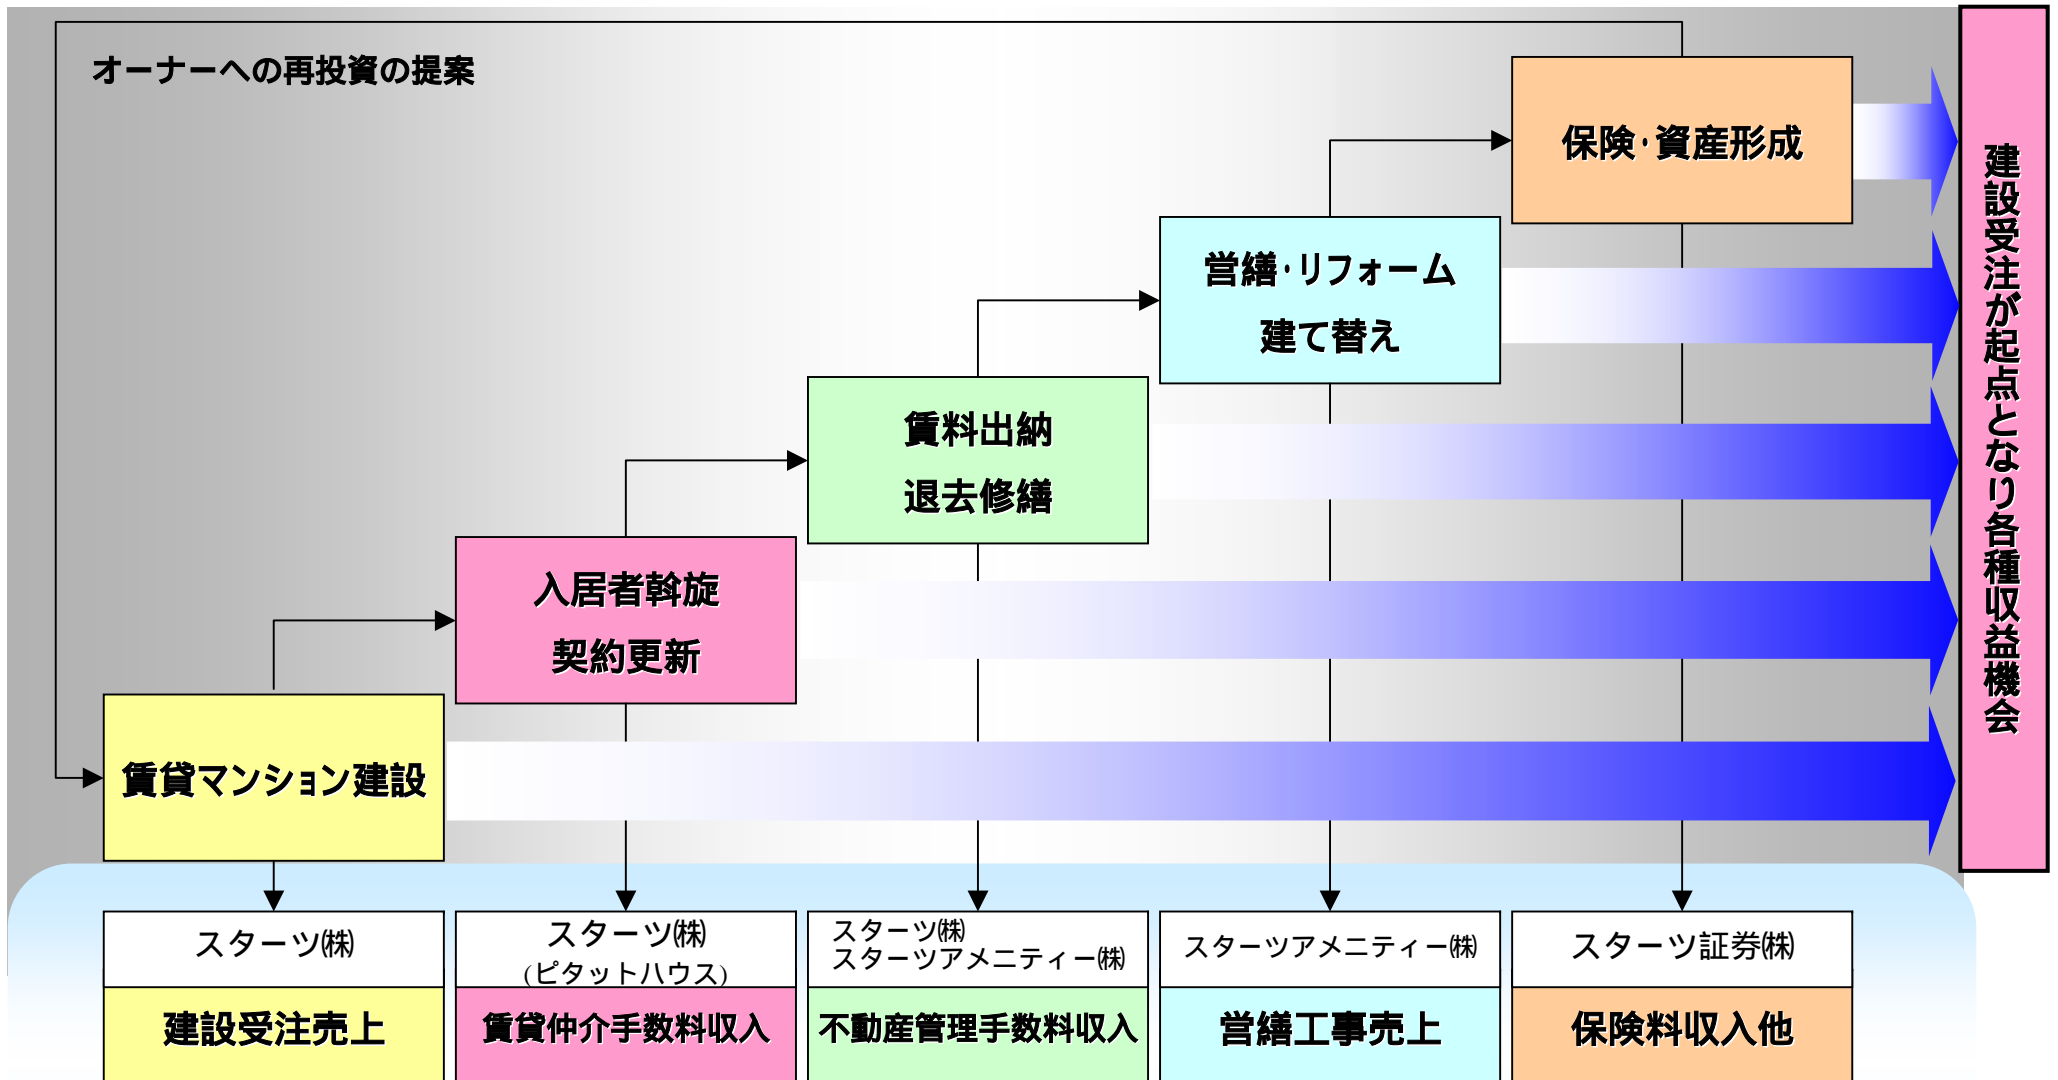 オーナーへの再投資の提案
保険･資産形成
営繕･リフォーム
建て替え
賃料出納
退去修繕
入居者斡旋
契約更新
賃貸マンション建設
建設受注が起点となり各種収益機会
スターツ㈱
建設受注売上
スターツ㈱
(ピタットハウス)
賃貸仲介手数料収入
スターツ㈱
スターツアメニティー㈱
不動産管理手数料収入
スターツアメニティー㈱
営繕工事売上
スターツ証券㈱
保険料収入他